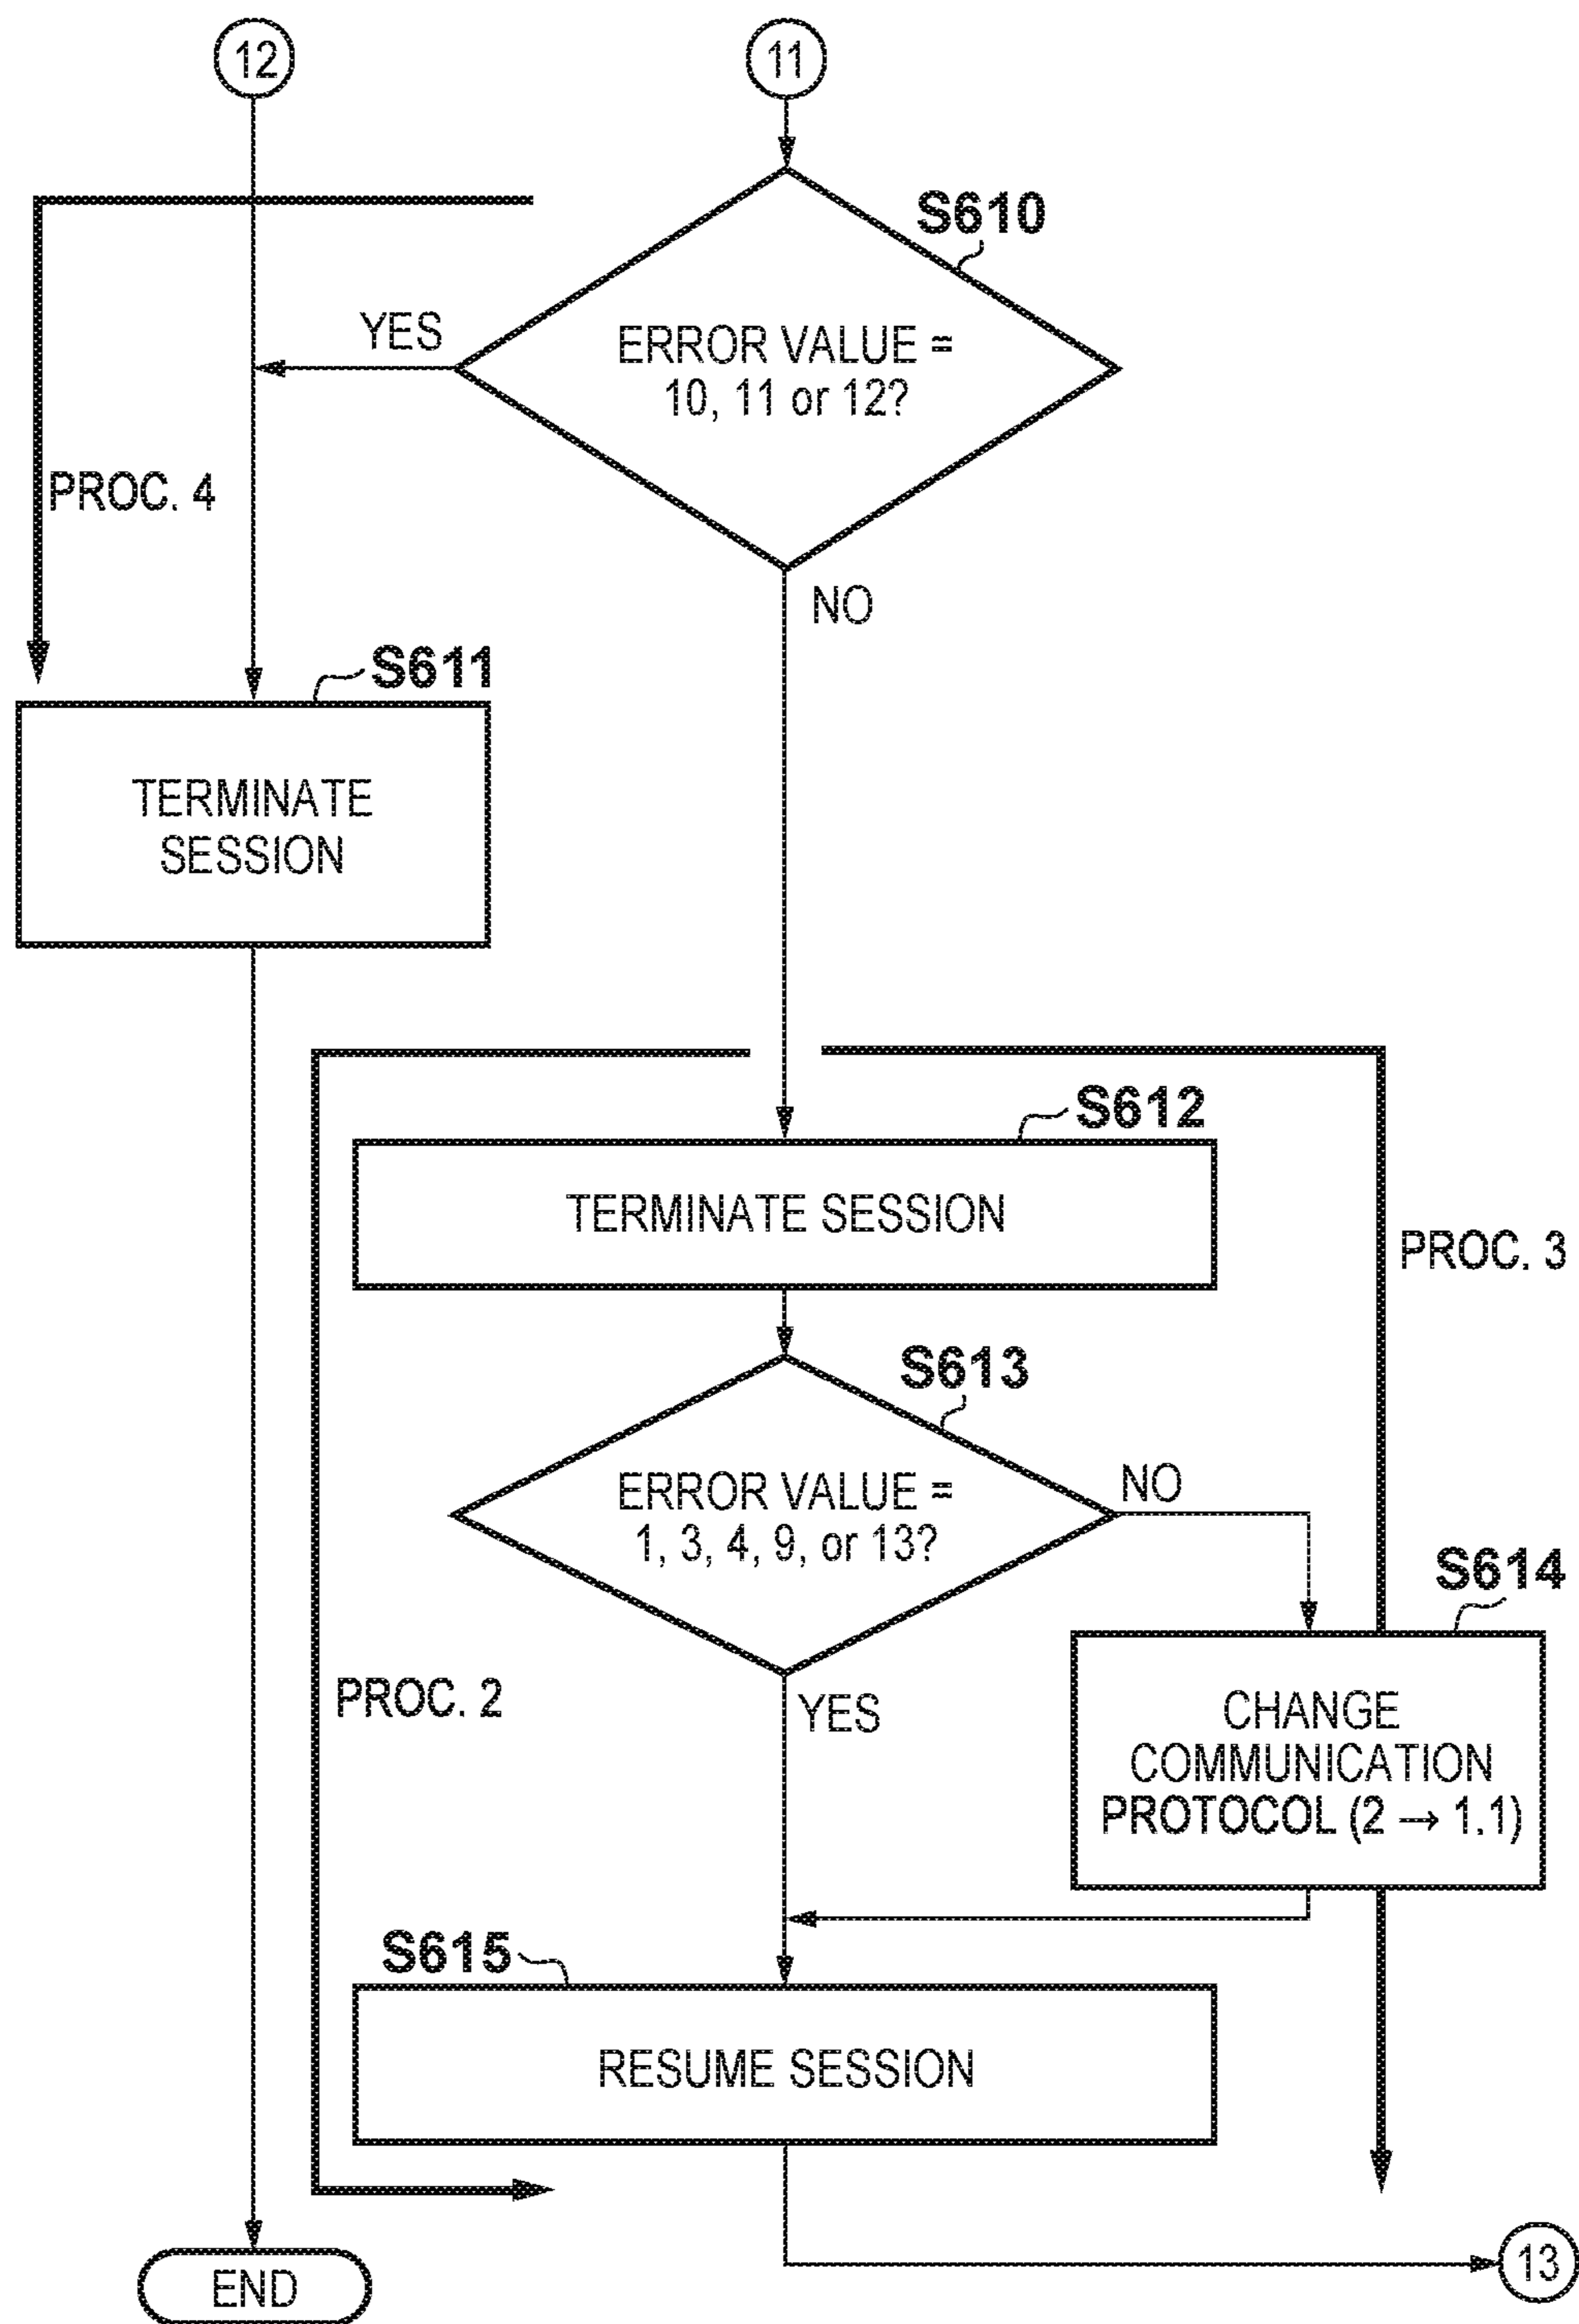 12
11
S610
YES
ERROR VALUE =
10, 11 or 12?
PROC. 4
NO
S611
TERMINATE
SESSION
S612
TERMINATE SESSION
PROC. 3
S613
ERROR VALUE =
1, 3, 4, 9, or 13?
NO
S614
PROC. 2
YES
CHANGE
COMMUNICATION
PROTOCOL (2 → 1.1)
S615
RESUME SESSION
END
13